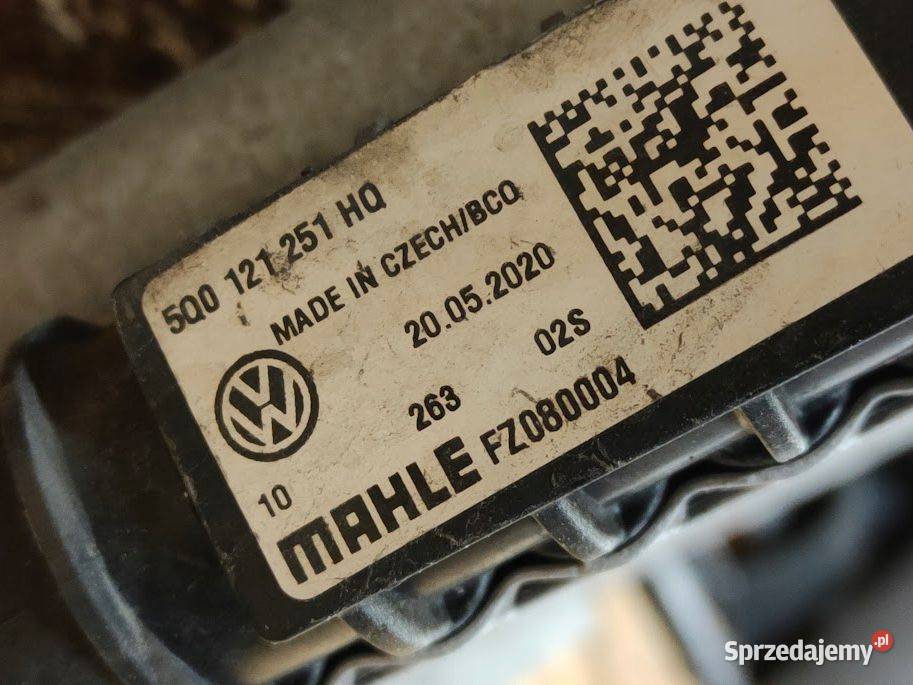 5Q0 121 251 HQ
MADE IN CZECH/BCO
20.05.2020
263 02S
10
MAHLE FZ080004
Sprzedajemy.pl